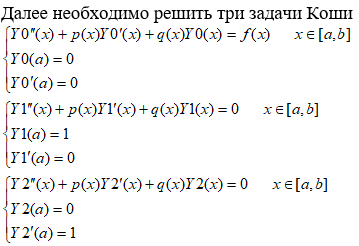 Далее необходимо решить три задачи Коши
Y0″(x) + p(x)Y0′(x) + q(x)Y0(x) = f(x) x∈[a,b]
Y0(a) = 0
Y0′(a) = 0
Y1″(x) + p(x)Y1′(x) + q(x)Y1(x) = 0 x∈[a,b]
Y1(a) = 1
Y1′(a) = 0
Y2″(x) + p(x)Y2′(x) + q(x)Y2(x) = 0 x∈[a,b]
Y2(a) = 0
Y2′(a) = 1